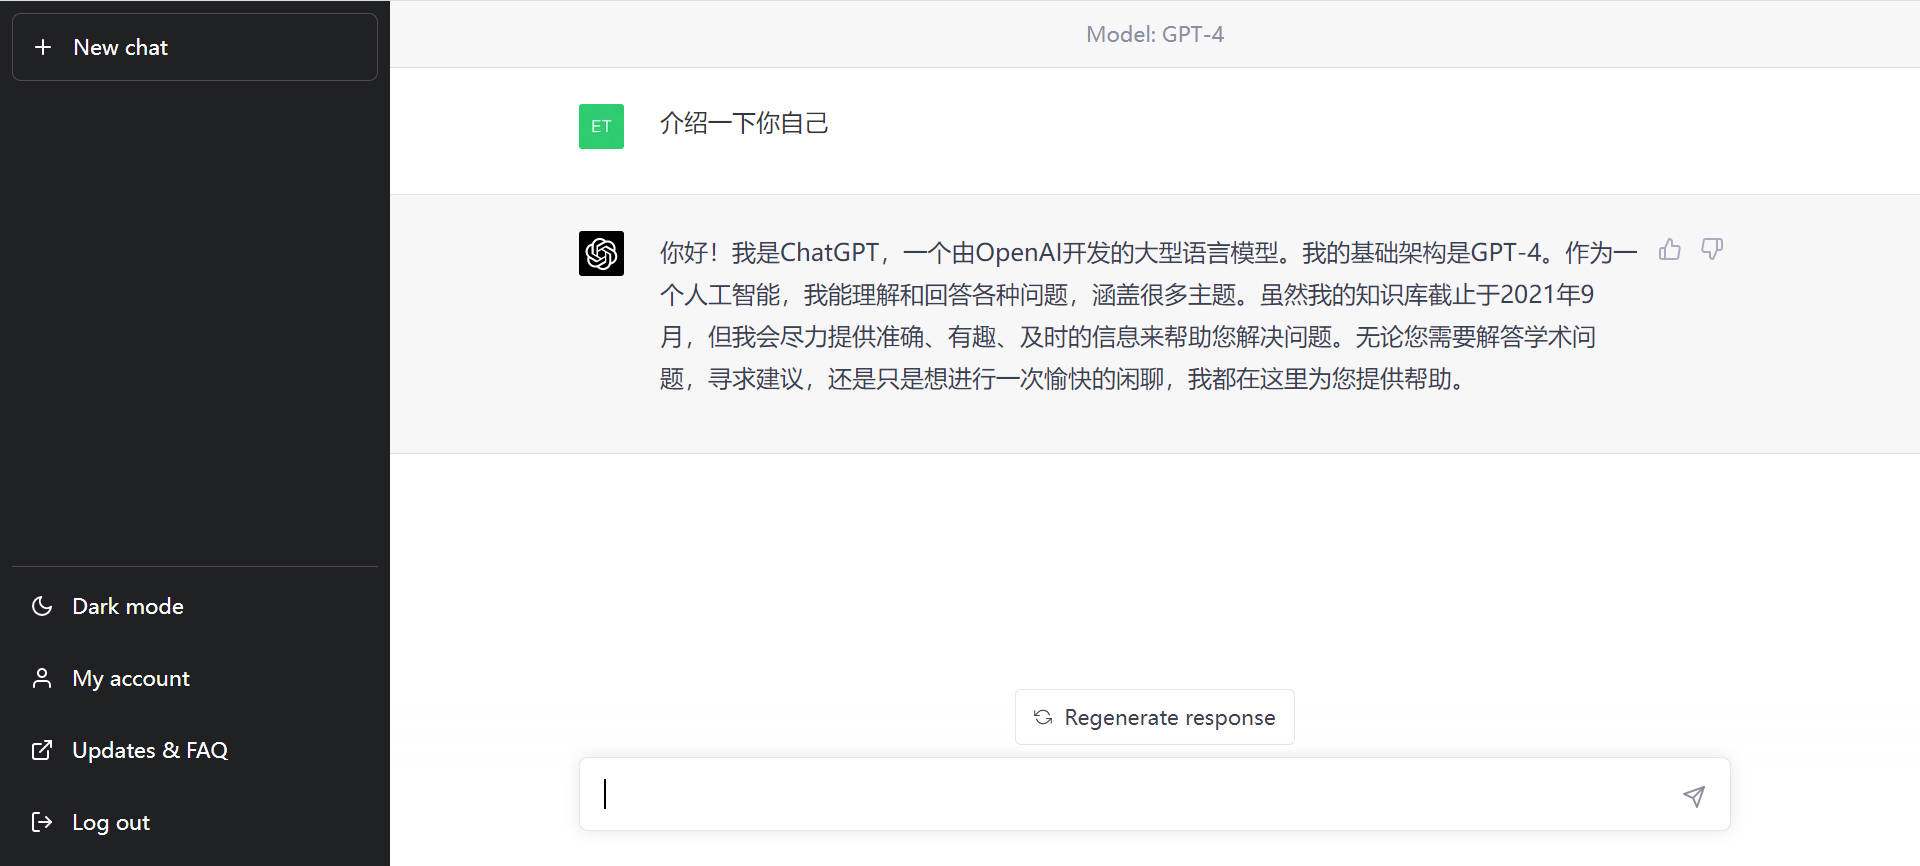 New chat
Dark mode
My account
Updates & FAQ
Log out
Model: GPT-4
ET
介绍一下你自己
你好！我是ChatGPT，一个由OpenAI开发的大型语言模型。我的基础架构是GPT-4。作为一
个人工智能，我能理解和回答各种问题，涵盖很多主题。虽然我的知识库截止于2021年9
月，但我会尽力提供准确、有趣、及时的信息来帮助您解决问题。无论您需要解答学术问
题，寻求建议，还是只是想进行一次愉快的闲聊，我都在这里为您提供帮助。
Regenerate response